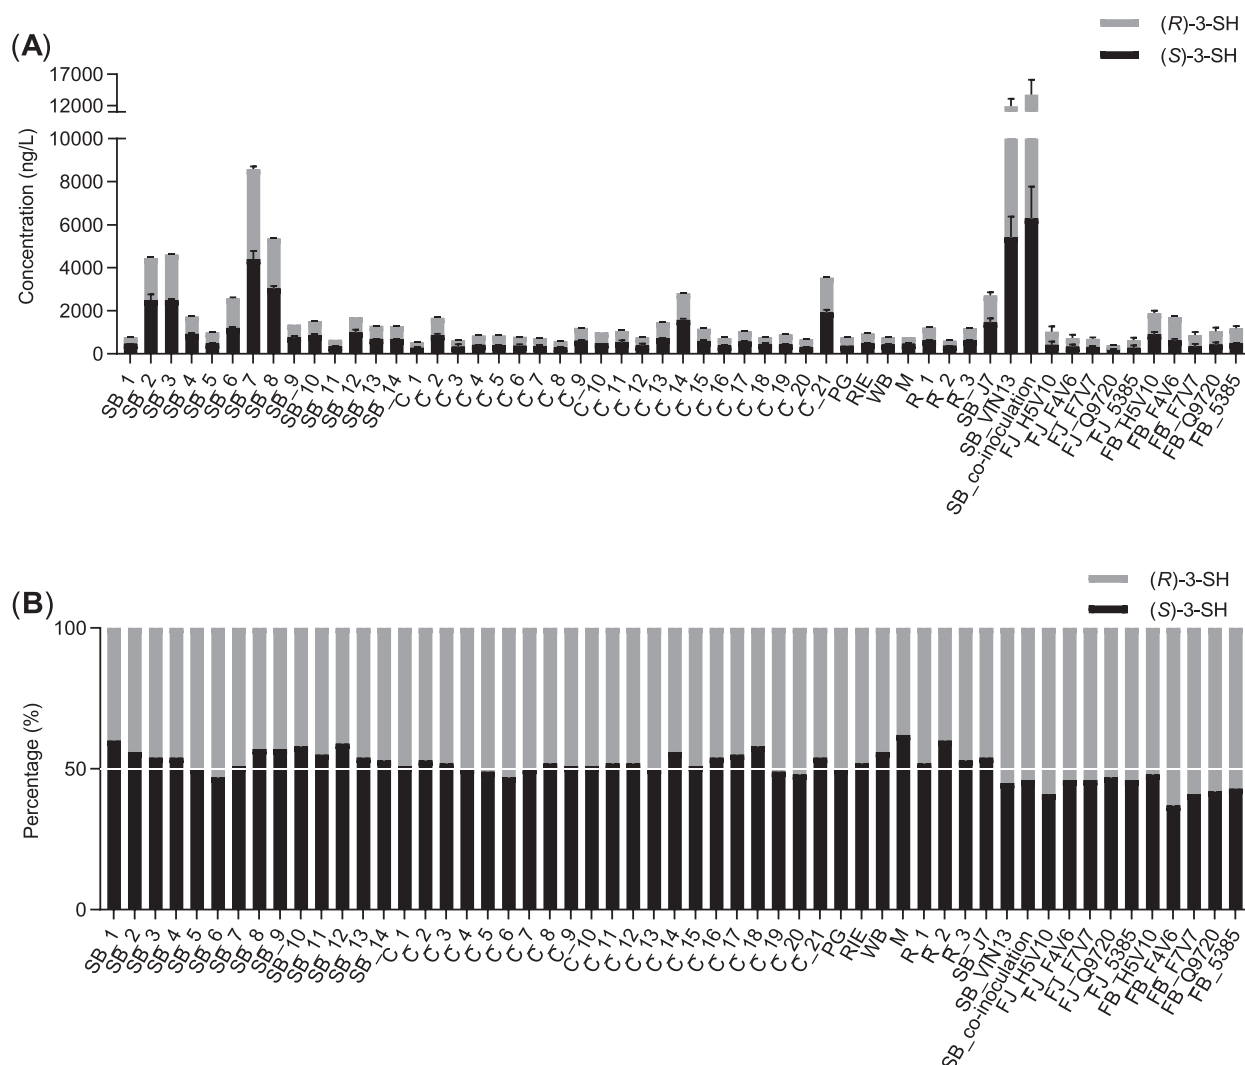 (A)
(R)-3-SH
(S)-3-SH
Concentration (ng/L)
17000
12000
10000
8000
6000
4000
2000
0
SB_1
SB_2
SB_3
SB_4
SB_5
SB_6
SB_7
SB_8
SB_9
SB_10
SB_11
SB_12
SB_13
SB_14
C_1
C_2
C_3
C_4
C_5
C_6
C_7
C_8
C_9
C_10
C_11
C_12
C_13
C_14
C_15
C_16
C_17
C_18
C_19
C_20
C_21
PG
RIE
WB
M
R_1
R_2
R_3
SB_J7
SB_VIN13
SB_co-inoculation
FJ_H5V10
FJ_F4V6
FJ_F7V7
FJ_Q9720
FJ_5385
FB_H5V10
FB_F4V6
FB_F7V7
FB_Q9720
FB_5385
(B)
(R)-3-SH
(S)-3-SH
Percentage (%)
100
50
0
SB_1
SB_2
SB_3
SB_4
SB_5
SB_6
SB_7
SB_8
SB_9
SB_10
SB_11
SB_12
SB_13
SB_14
C_1
C_2
C_3
C_4
C_5
C_6
C_7
C_8
C_9
C_10
C_11
C_12
C_13
C_14
C_15
C_16
C_17
C_18
C_19
C_20
C_21
PG
RIE
WB
M
R_1
R_2
R_3
SB_J7
SB_VIN13
SB_co-inoculation
FJ_H5V10
FJ_F4V6
FJ_F7V7
FJ_Q9720
FJ_5385
FB_H5V10
FB_F4V6
FB_F7V7
FB_Q9720
FB_5385